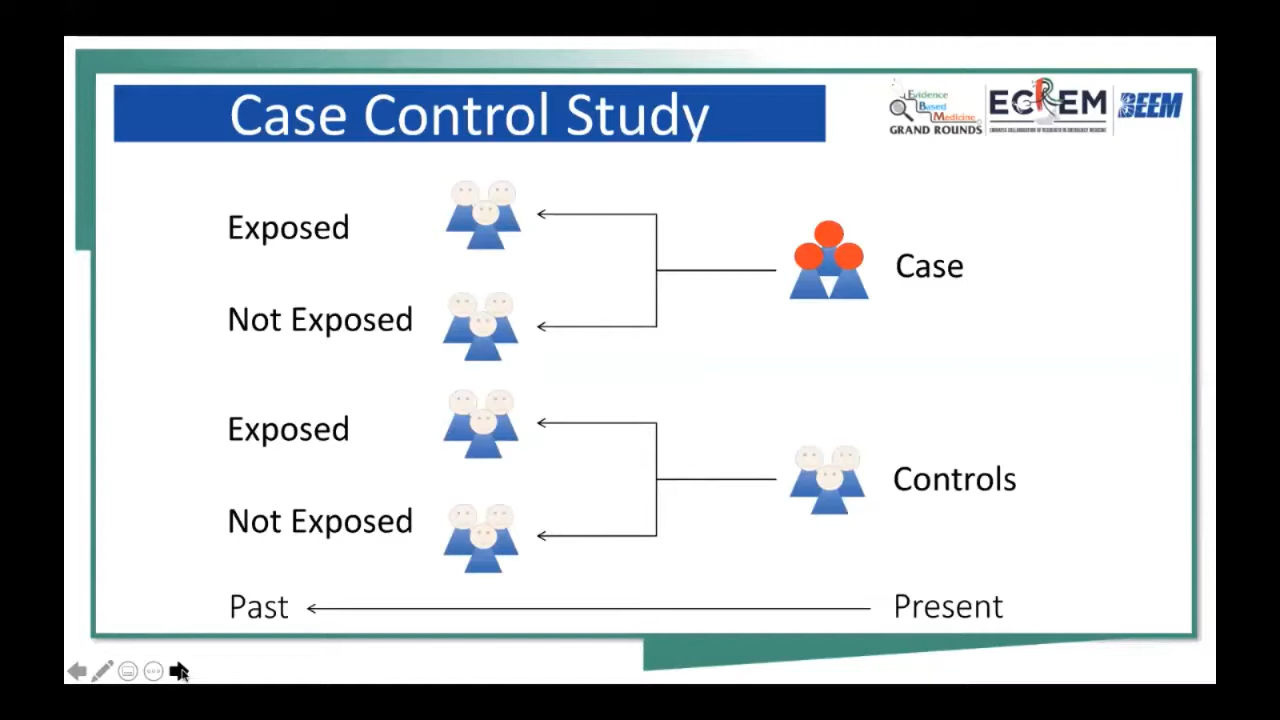 Case Control Study
Evidence
Based
Medicine
GRAND ROUNDS
ECREM
BEEM
Exposed
Case
Not Exposed
Exposed
Controls
Not Exposed
Past
Present